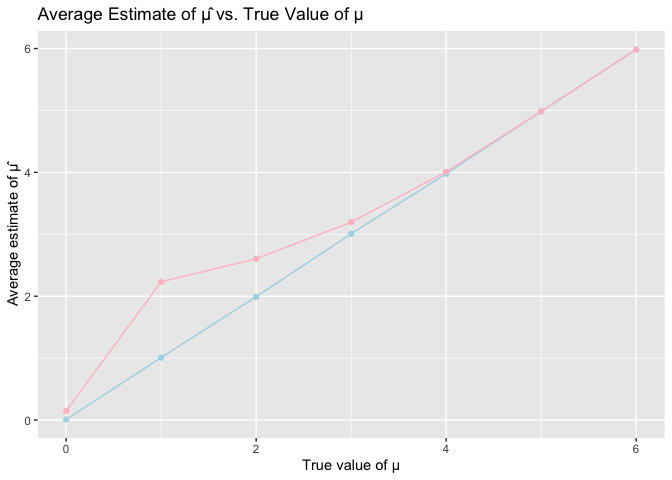 Average Estimate of μ̂ vs. True Value of μ
6
4
2
0
Average estimate of μ̂
0
2
4
6
True value of μ